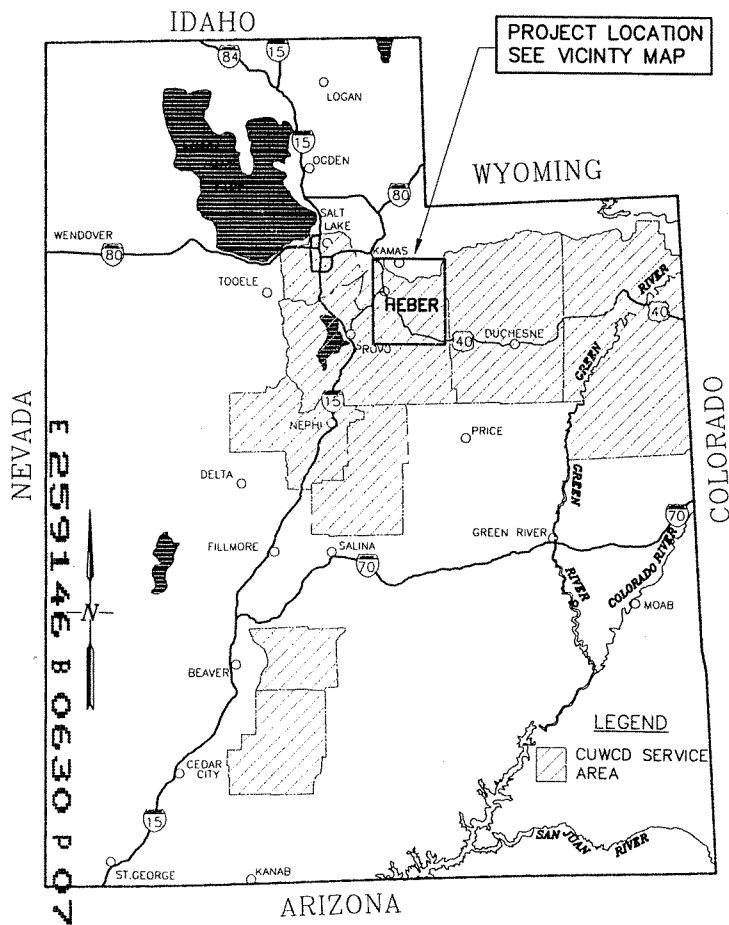 IDAHO
PROJECT LOCATION
SEE VICINTY MAP
84
15
LOGAN
15
OGDEN
WYOMING
80
SALT
LAKE
WENDOVER
80
KAMAS
TOOELE
HEBER
RIVER
40
40
DUCHESNE
GREEN
ROVO
NEVADA
COLORADO
15
NEPHI
PRICE
DELTA
GREEN
70
FILLMORE
SALINA
GREEN RIVER
70
COLORADO RIVER
RIVER
MOAB
N
E 259146 B 0630 P 07
BEAVER
LEGEND
CUWCD SERVICE
AREA
CEDAR
CITY
15
SAN JUAN
RIVER
ST.GEORGE
KANAB
ARIZONA